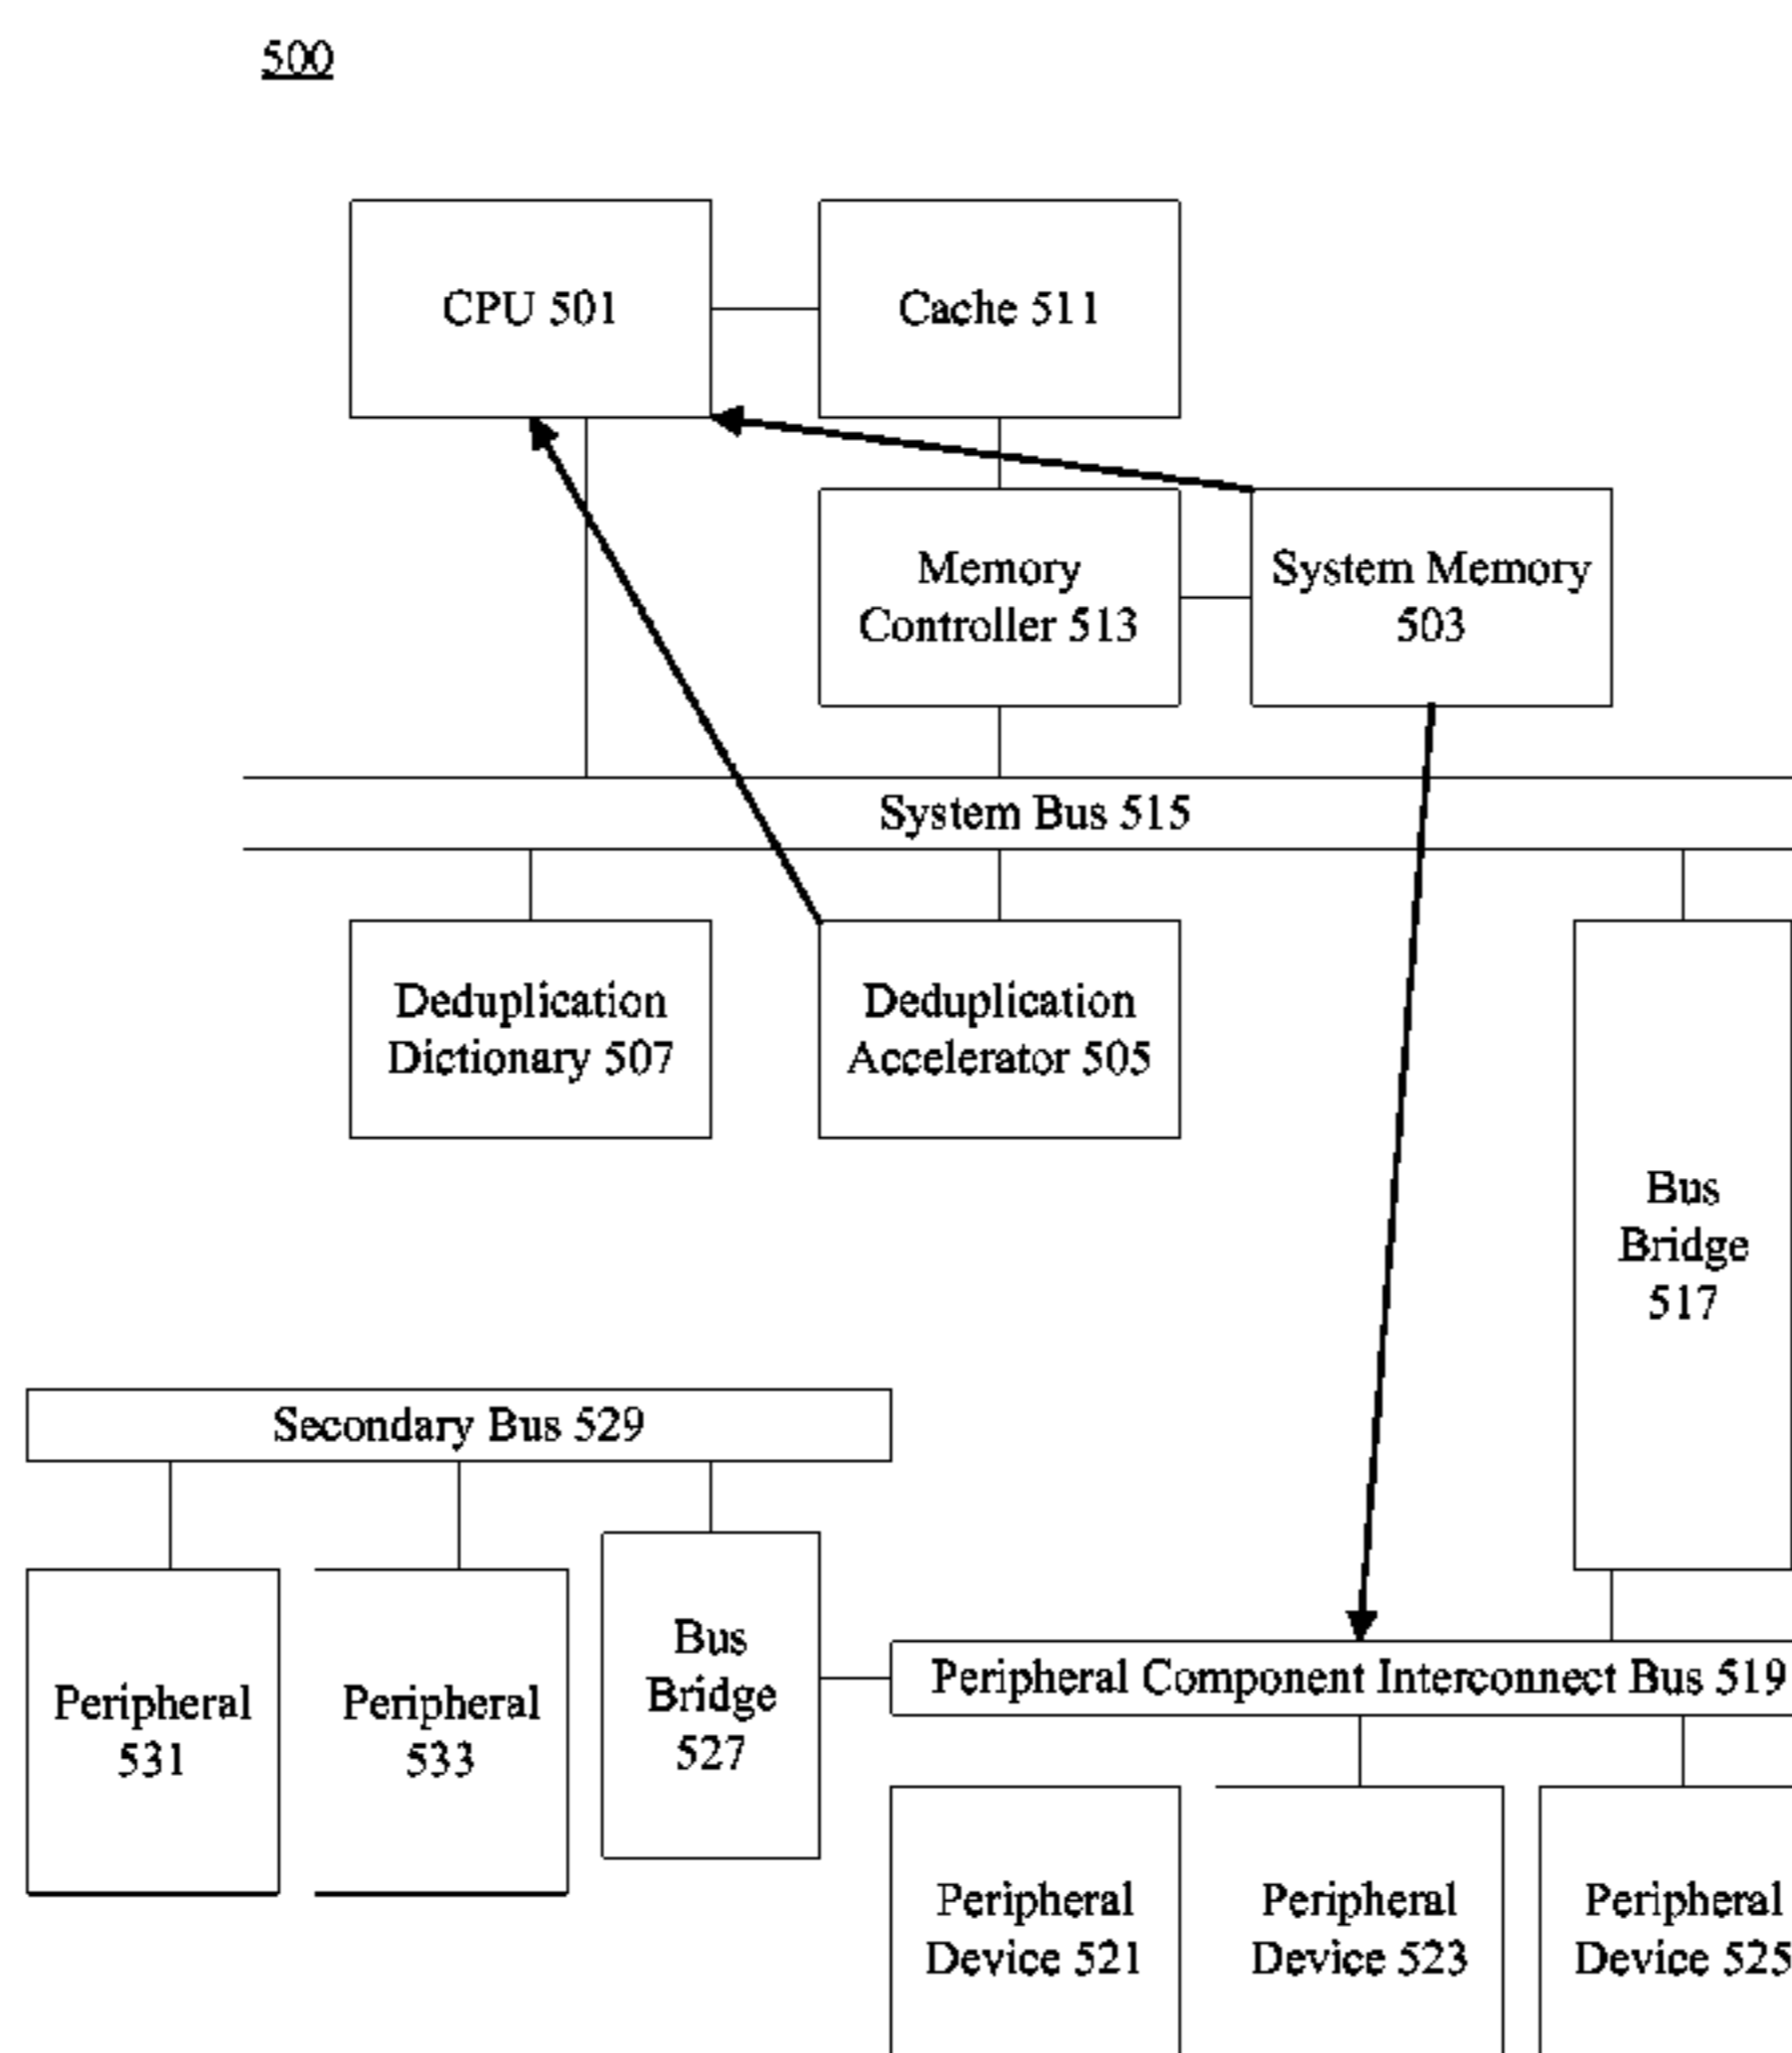 500
CPU 501
Cache 511
Memory
Controller 513
System Memory
503
System Bus 515
Deduplication
Dictionary 507
Deduplication
Accelerator 505
Bus
Bridge
517
Secondary Bus 529
Peripheral
531
Peripheral
533
Bus
Bridge
527
Peripheral Component Interconnect Bus 519
Peripheral
Device 521
Peripheral
Device 523
Peripheral
Device 525